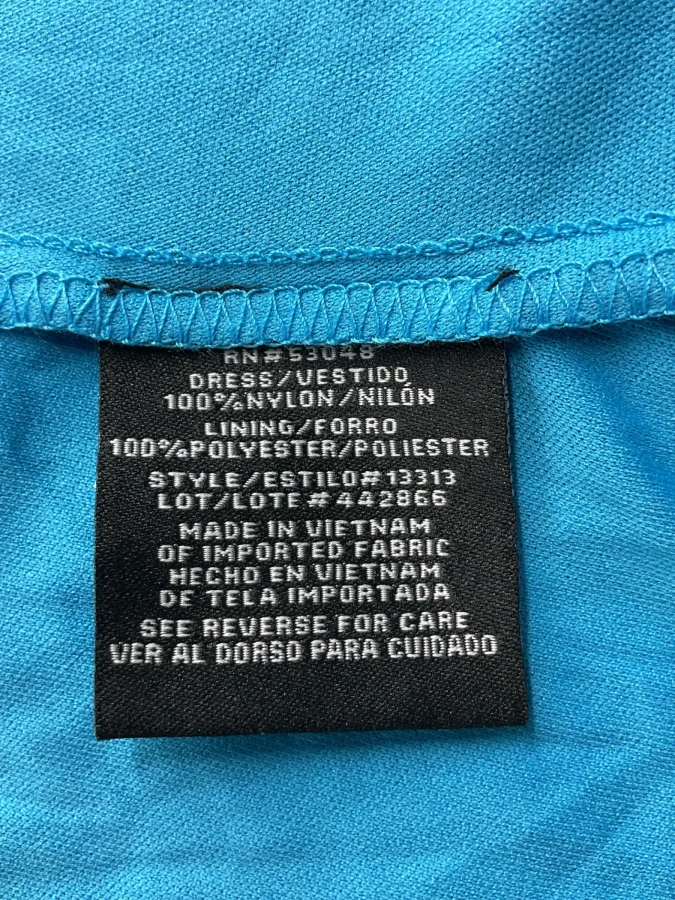 RN#53048
DRESS/VESTIDO
100%NYLON/NILÓN
LINING/FORRO
100%POLYESTER/POLIESTER
STYLE/ESTILO#13313
LOT/LOTE#442866
MADE IN VIETNAM
OF IMPORTED FABRIC
HECHO EN VIETNAM
DE TELA IMPORTADA
SEE REVERSE FOR CARE
VER AL DORSO PARA CUIDADO